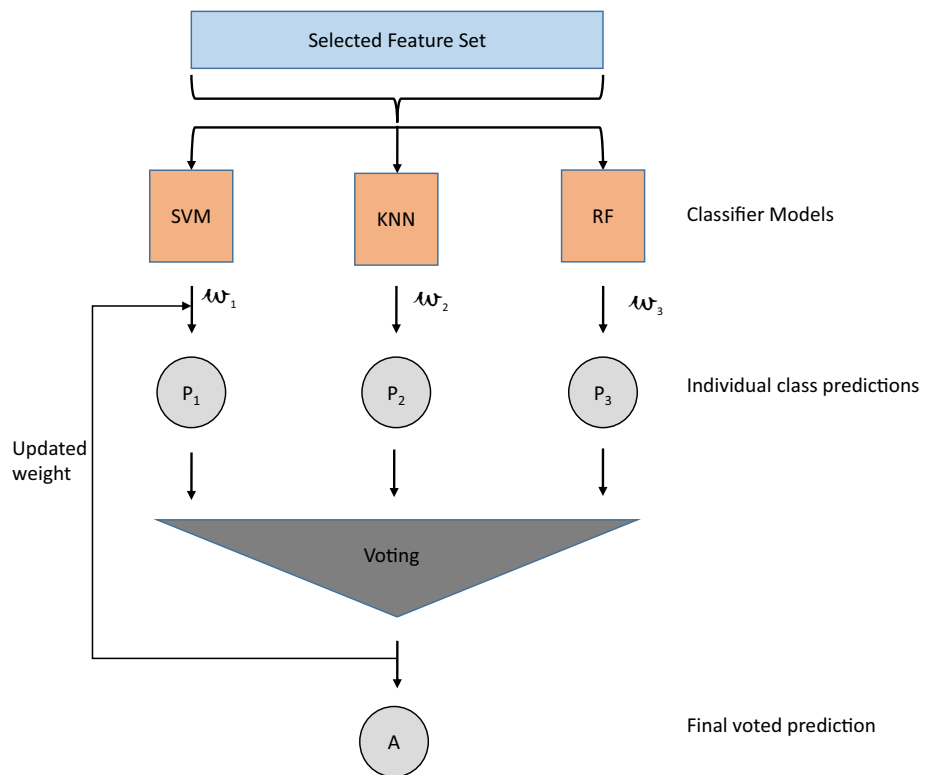 Selected Feature Set
SVM
KNN
RF
Classifier Models
w₁
w₂
w₃
P₁
P₂
P₃
Individual class predictions
Updated
weight
Voting
A
Final voted prediction